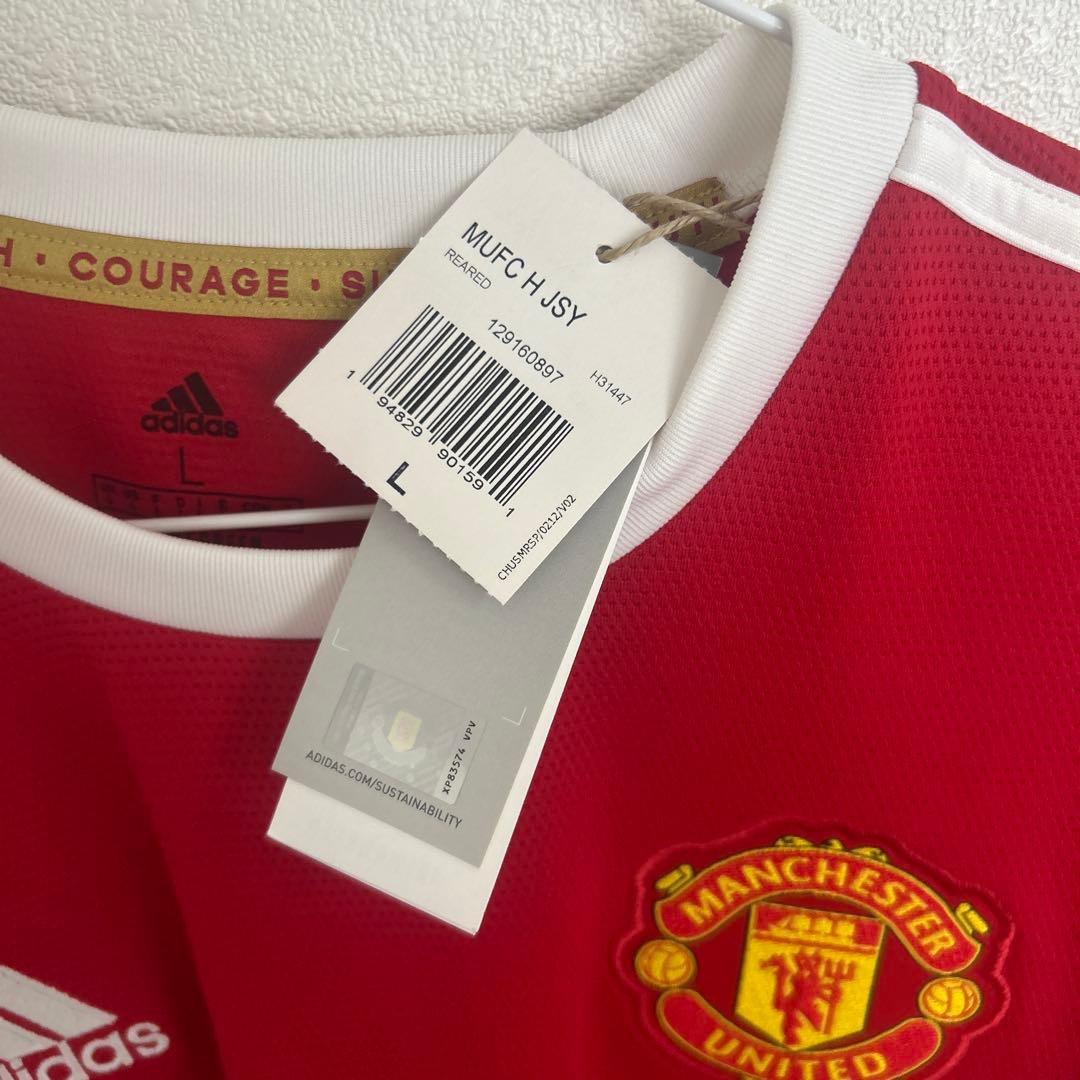 COURAGE
adidas
L
MUFC H JSY
REARED
129160897
H31447
1 94829 90159 1
L
CHUSMRSP/0212/V02
XP83574 VPV
ADIDAS.COM/SUSTAINABILITY
MANCHESTER
UNITED
adidas